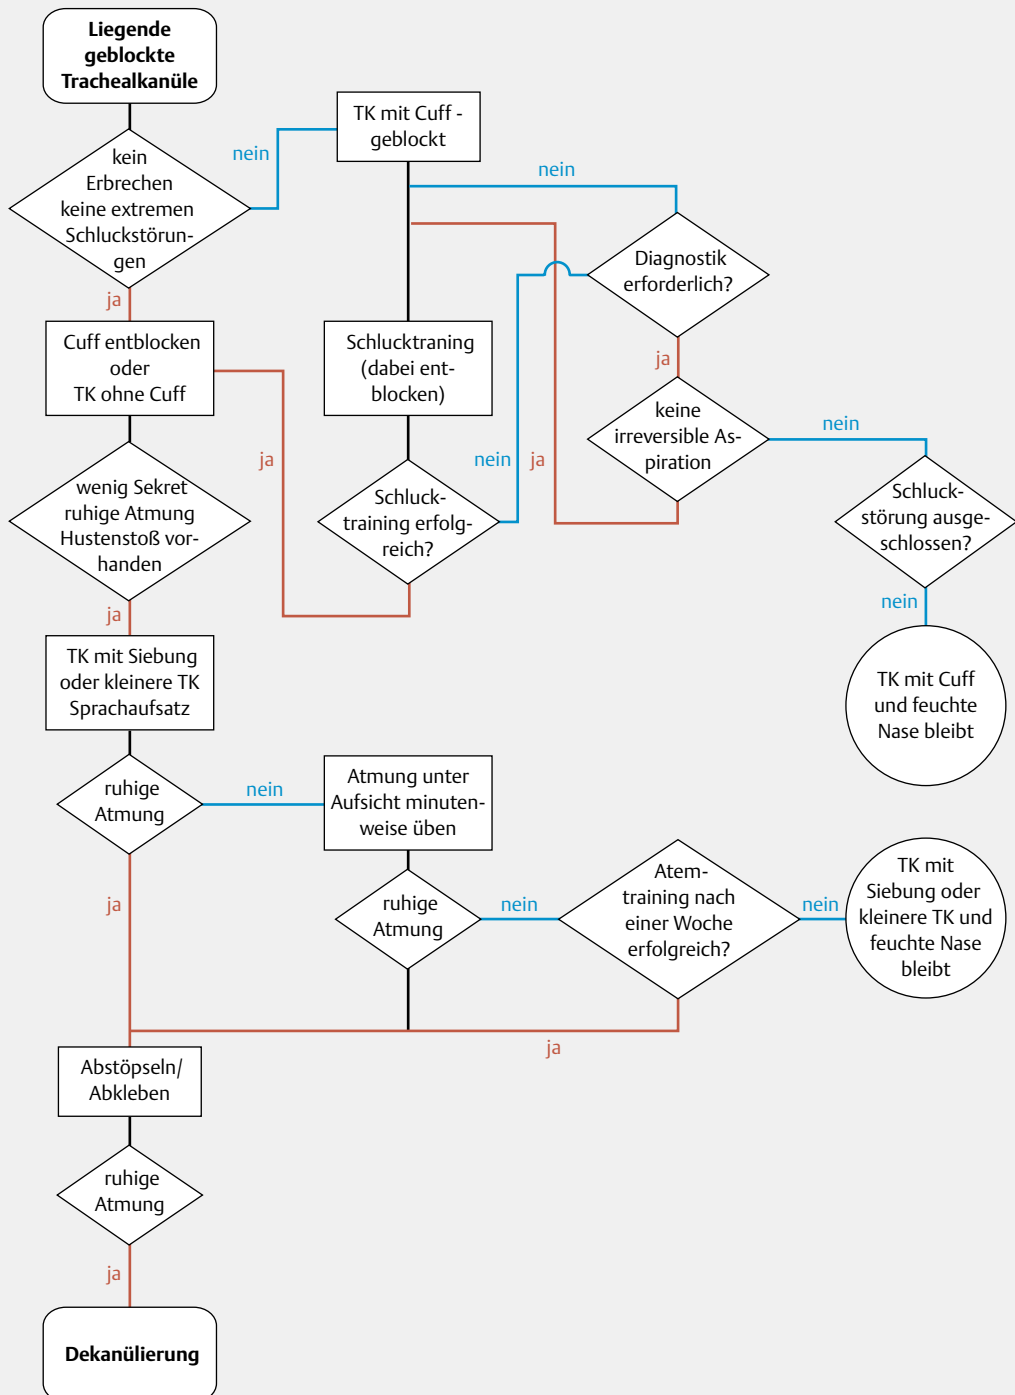 Liegende
geblockte
Trachealkanüle
kein
Erbrechen
keine extremen
Schluckstörun-
gen
nein
TK mit Cuff -
geblockt
nein
Diagnostik
erforderlich?
ja
ja
Cuff entblocken
oder
TK ohne Cuff
Schlucktraning
(dabei ent-
blocken)
keine
irreversible As-
piration
nein
ja
nein
ja
wenig Sekret
ruhige Atmung
Hustenstoß vor-
handen
Schluck-
training erfolg-
reich?
Schluck-
störung ausge-
schlossen?
ja
nein
TK mit Siebung
oder kleinere TK
Sprachaufsatz
TK mit Cuff
und feuchte
Nase bleibt
ruhige
Atmung
nein
Atmung unter
Aufsicht minuten-
weise üben
ja
ruhige
Atmung
nein
Atem-
training nach
einer Woche
erfolgreich?
nein
TK mit
Siebung oder
kleinere TK und
feuchte Nase
bleibt
ja
Abstöpseln/
Abkleben
ruhige
Atmung
ja
Dekanülierung